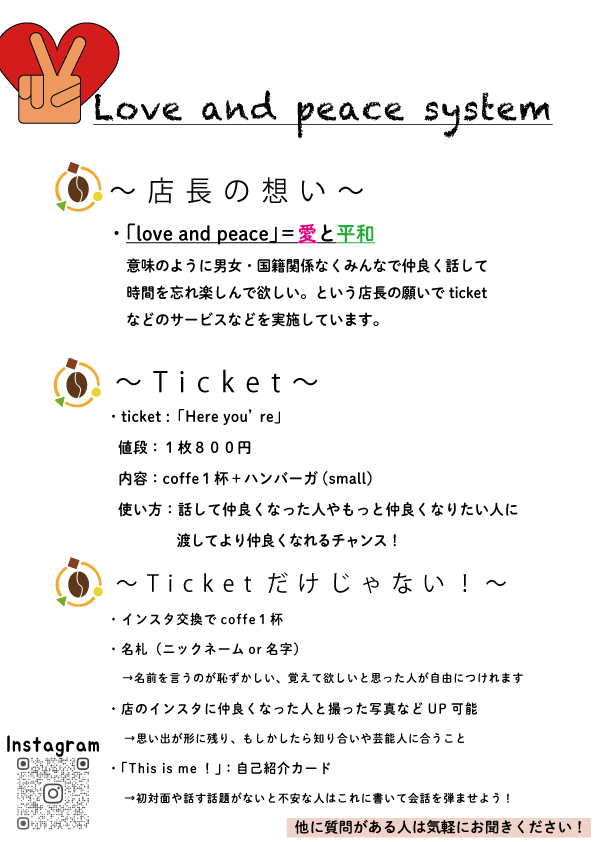 Love and peace system
～店長の想い～
・「love and peace」＝愛と平和
意味のように男女・国籍関係なくみんなで仲良く話して
時間を忘れ楽しんで欲しい。という店長の願いで ticket
などのサービスなどを実施しています。
～Ticket～
・ticket :「Here you’re」
値段：１枚８００円
内容：coffe１杯＋ハンバーガ (small)
使い方：話して仲良くなった人やもっと仲良くなりたい人に
渡してより仲良くなれるチャンス！
～Ticketだけじゃない！～
・インスタ交換で coffe１杯
・名札（ニックネーム or 名字）
→名前を言うのが恥ずかしい、覚えて欲しいと思った人が自由につけれます
・店のインスタに仲良くなった人と撮った写真など UP 可能
→思い出が形に残り、もしかしたら知り合いや芸能人に合うこと
・「This is me！」：自己紹介カード
→初対面や話す話題がないと不安な人はこれに書いて会話を弾ませよう！
Instagram
他に質問がある人は気軽にお聞きください！